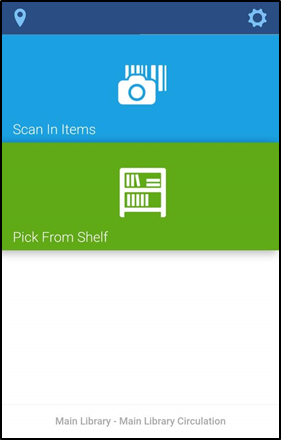 Scan In Items
Pick From Shelf
Main Library - Main Library Circulation